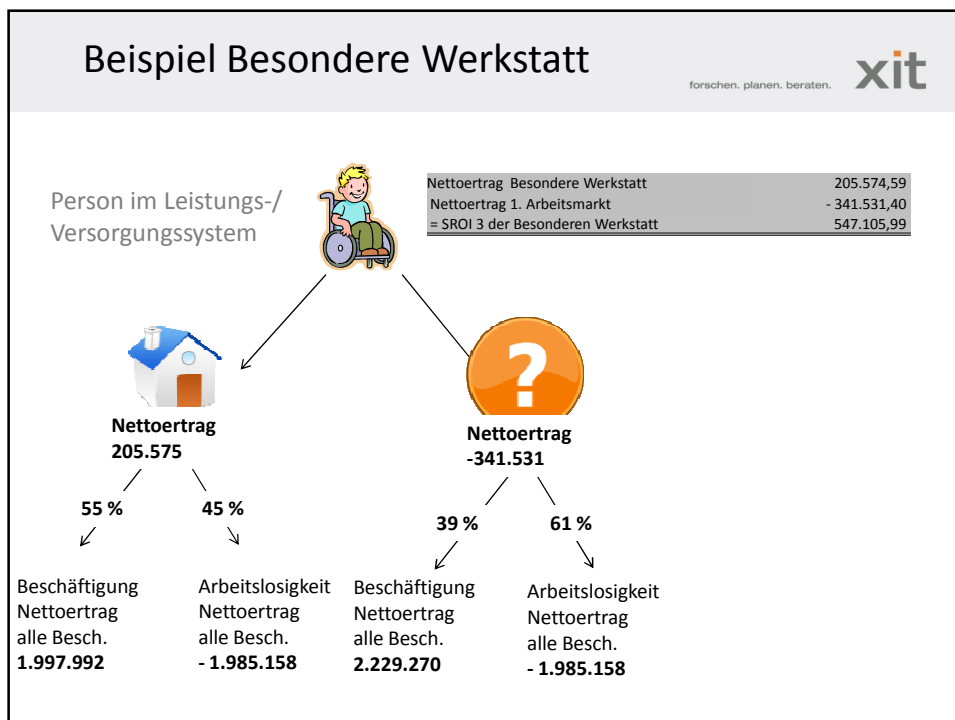 Beispiel Besondere Werkstatt
forschen. planen. beraten.
xit
Person im Leistungs-/
Versorgungssystem
Nettoertrag Besondere Werkstatt 205.574,59
Nettoertrag 1. Arbeitsmarkt - 341.531,40
= SROI 3 der Besonderen Werkstatt 547.105,99
?
Nettoertrag
205.575
Nettoertrag
-341.531
55 % 45 %
39 % 61 %
Beschäftigung
Nettoertrag
alle Besch.
1.997.992
Arbeitslosigkeit
Nettoertrag
alle Besch.
- 1.985.158
Beschäftigung
Nettoertrag
alle Besch.
2.229.270
Arbeitslosigkeit
Nettoertrag
alle Besch.
- 1.985.158